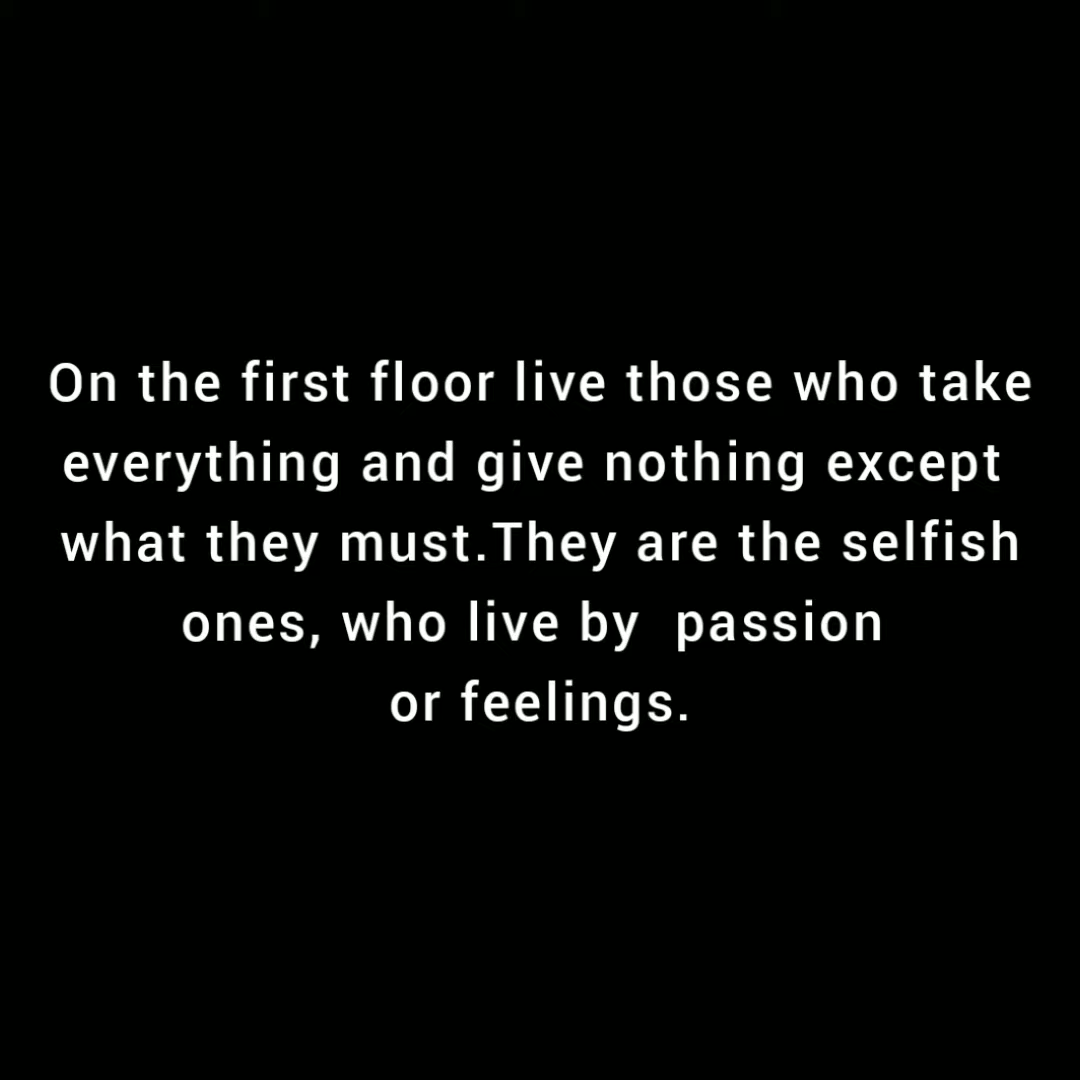 On the first floor live those who take
everything and give nothing except
what they must.They are the selfish
ones, who live by  passion
or feelings.